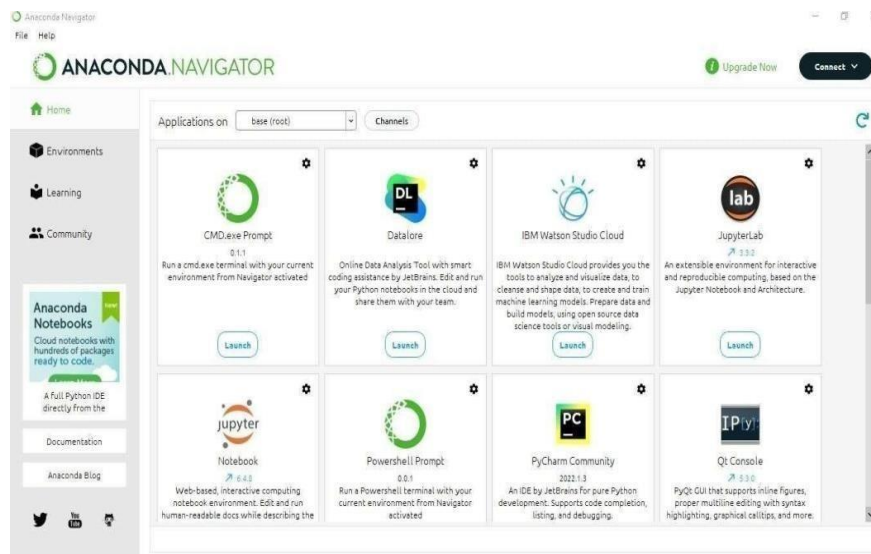 Anaconda Navigator
File Help
ANACONDA.NAVIGATOR
Upgrade Now
Connect
Home
Environments
Learning
Community
Applications on base (root) Channels
CMD.exe Prompt
0.1.1
Run a cmd.exe terminal with your current
environment from Navigator activated
Launch
DL
Datalore
Online Data Analysis Tool with smart
coding assistance by JetBrains. Edit and run
your Python notebooks in the cloud and
share them with your team.
Launch
IBM Watson Studio Cloud
IBM Watson Studio Cloud provides you the
tools to analyze and visualize data, to
cleanse and shape data, to create and train
machine learning models. Prepare data and
build models, using open source data
science tools or visual modeling.
Launch
lab
JupyterLab
3.3.0
An extensible environment for interactive
and reproducible computing, based on the
Jupyter Notebook and Architecture.
Launch
jupyter
Notebook
Web-based, interactive computing
notebook environment. Edit and run
human-readable docs while describing the
Powershell Prompt
0.0.1
Run a Powershell terminal with your
current environment from Navigator
activated
PC
PyCharm Community
2022.1.3
An IDE by JetBrains for pure Python
development. Supports code completion,
listing, and debugging.
IP[y]:
Qt Console
5.3.0
PyQt GUI that supports inline figures,
proper multiline editing with syntax
highlighting, graphical calltips, and more.
Anaconda
Notebooks
Cloud notebooks with
hundreds of packages
ready to code.
A full Python IDE
directly from the
Documentation
Anaconda Blog
You
Tube